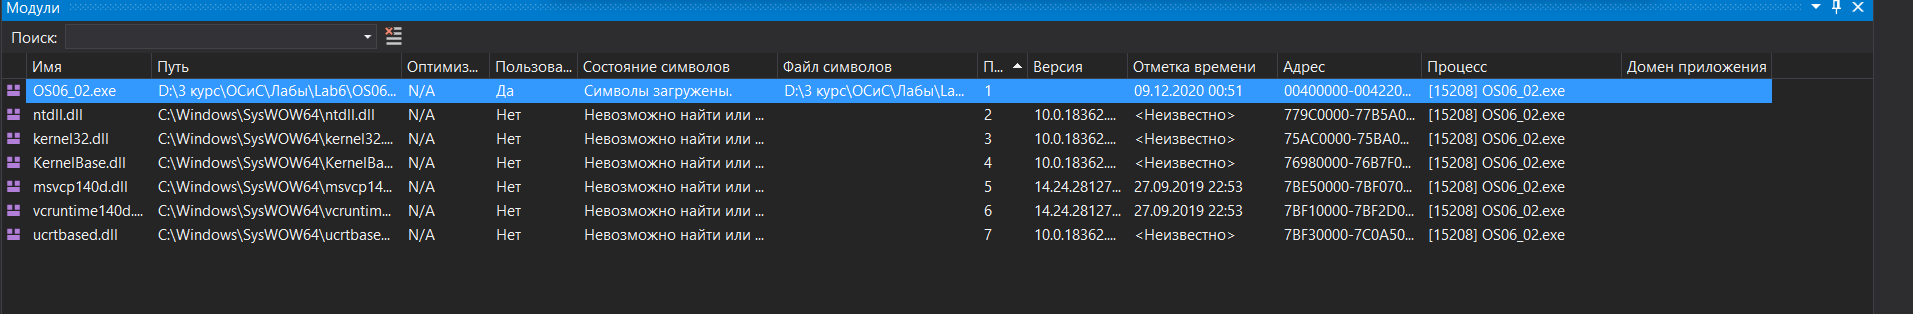 Модули
Поиск:
Имя Путь Оптимиз... Пользова... Состояние символов Файл символов П... Версия Отметка времени Адрес Процесс Домен приложения
OS06_02.exe D:\3 курс\ОСиС\Лабы\Lab6\OS06... N/A Да Символы загружены. D:\3 курс\ОСиС\Лабы\La... 1 09.12.2020 00:51 00400000-004220... [15208] OS06_02.exe
ntdll.dll C:\Windows\SysWOW64\ntdll.dll N/A Нет Невозможно найти или ... 2 10.0.18362.... <Неизвестно> 779C0000-77B5A0... [15208] OS06_02.exe
kernel32.dll C:\Windows\SysWOW64\kernel32.... N/A Нет Невозможно найти или ... 3 10.0.18362.... <Неизвестно> 75AC0000-75BA0... [15208] OS06_02.exe
KernelBase.dll C:\Windows\SysWOW64\KernelBa... N/A Нет Невозможно найти или ... 4 10.0.18362.... <Неизвестно> 76980000-76B7F0... [15208] OS06_02.exe
msvcp140d.dll C:\Windows\SysWOW64\msvcp14... N/A Нет Невозможно найти или ... 5 14.24.28127... 27.09.2019 22:53 7BE50000-7BF070... [15208] OS06_02.exe
vcruntime140d.... C:\Windows\SysWOW64\vcruntim... N/A Нет Невозможно найти или ... 6 14.24.28127... 27.09.2019 22:53 7BF10000-7BF2D0... [15208] OS06_02.exe
ucrtbased.dll C:\Windows\SysWOW64\ucrtbase... N/A Нет Невозможно найти или ... 7 10.0.18362.... <Неизвестно> 7BF30000-7C0A50... [15208] OS06_02.exe